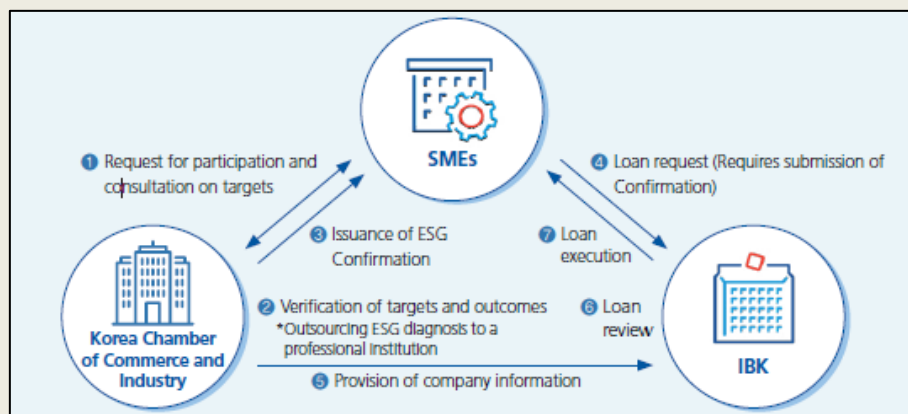 SMEs
❶ Request for participation and
consultation on targets
❹ Loan request (Requires submission of
Confirmation)
❸ Issuance of ESG
Confirmation
❼ Loan
execution
❷ Verification of targets and outcomes
*Outsourcing ESG diagnosis to a
professional institution
❻ Loan
review
Korea Chamber
of Commerce and
Industry
IBK
❺ Provision of company information